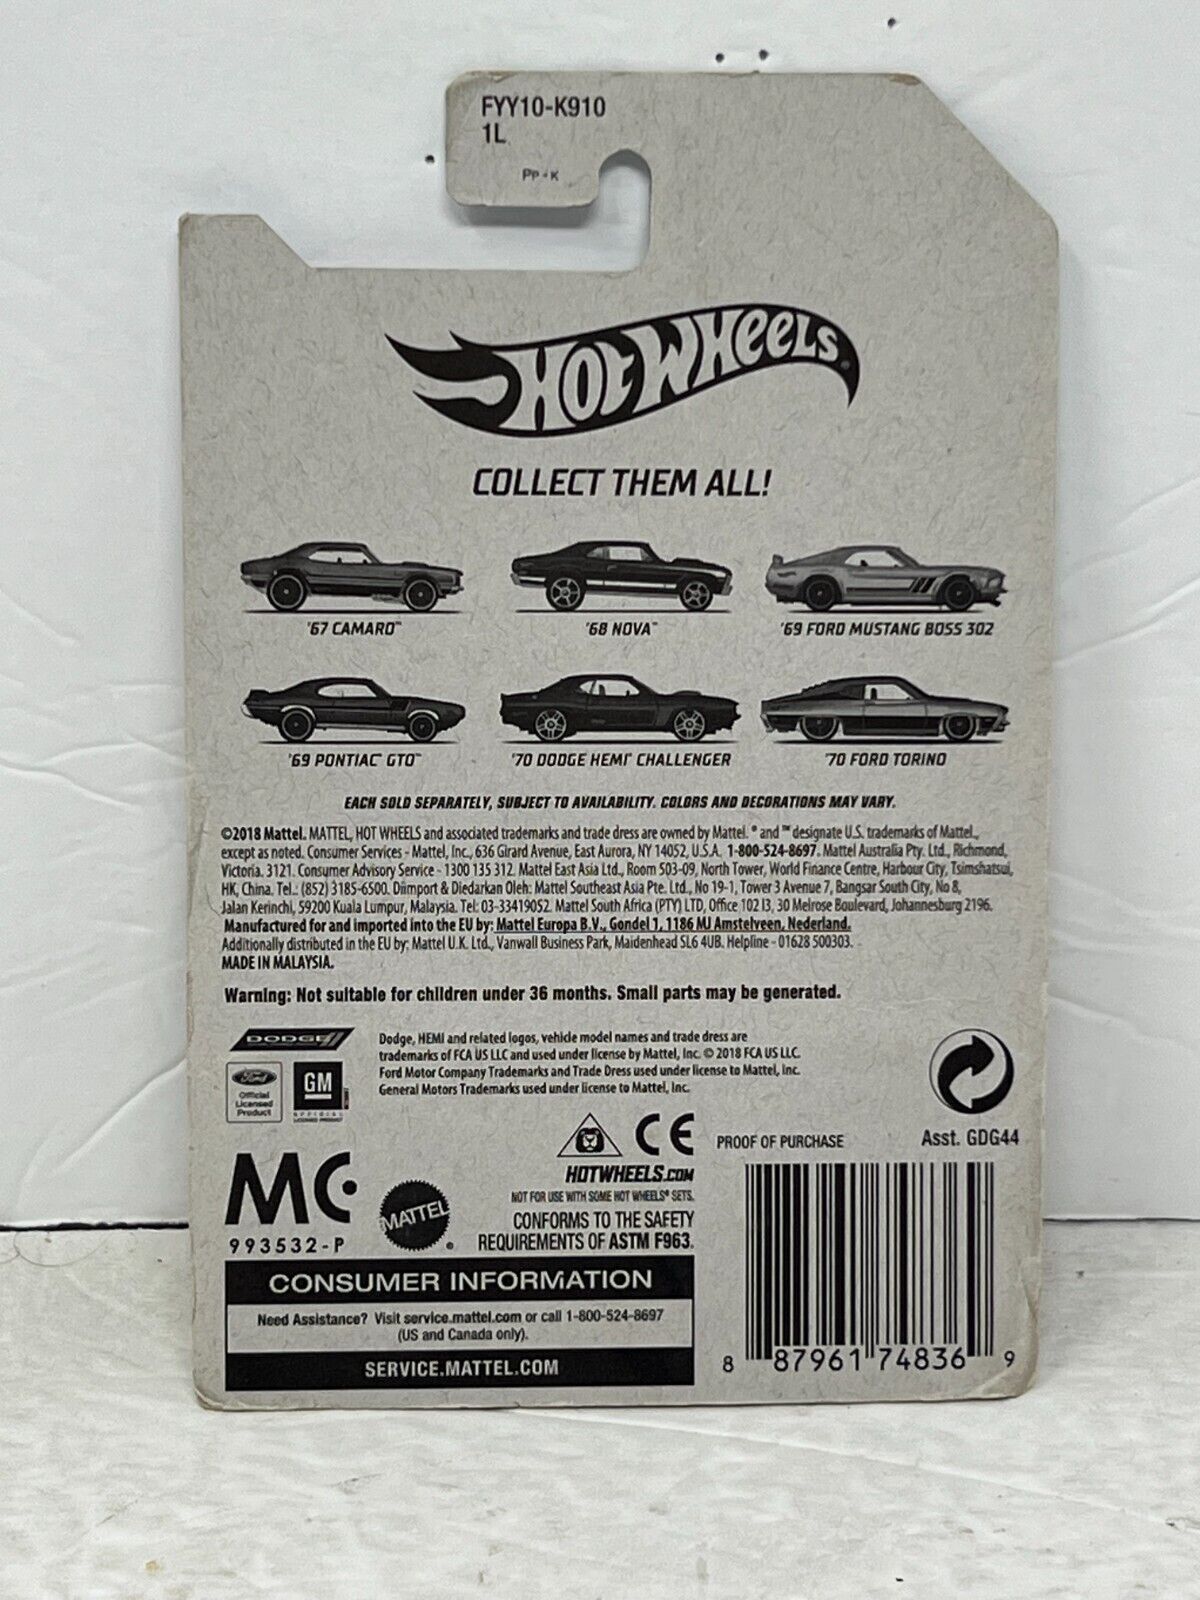 FYY10-K910
1L
PP-K
HOT WHEELS®
COLLECT THEM ALL!
'67 CAMARO™
'68 NOVA™
'69 FORD MUSTANG BOSS 302
'69 PONTIAC® GTO™
'70 DODGE HEMI® CHALLENGER
'70 FORD TORINO
EACH SOLD SEPARATELY, SUBJECT TO AVAILABILITY. COLORS AND DECORATIONS MAY VARY.
©2018 Mattel. MATTEL, HOT WHEELS and associated trademarks and trade dress are owned by Mattel. ® and ™ designate U.S. trademarks of Mattel,
except as noted. Consumer Services - Mattel, Inc., 636 Girard Avenue, East Aurora, NY 14052, U.S.A. 1-800-524-8697. Mattel Australia Pty. Ltd., Richmond,
Victoria. 3121. Consumer Advisory Service - 1300 135 312. Mattel East Asia Ltd., Room 503-09, North Tower, World Finance Centre, Harbour City, Tsimshatsui,
HK, China. Tel.: (852) 3185-6500. Diimport & Diedarkan Oleh: Mattel Southeast Asia Pte. Ltd., No 19-1, Tower 3 Avenue 7, Bangsar South City, No 8,
Jalan Kerinchi, 59200 Kuala Lumpur, Malaysia. Tel: 03-33419052. Mattel South Africa (PTY) LTD, Office 102 I3, 30 Melrose Boulevard, Johannesburg 2196.
Manufactured for and imported into the EU by: Mattel Europa B.V., Gondel 1, 1186 MJ Amstelveen, Nederland.
Additionally distributed in the EU by: Mattel U.K. Ltd., Vanwall Business Park, Maidenhead SL6 4UB. Helpline - 01628 500303.
MADE IN MALAYSIA.
Warning: Not suitable for children under 36 months. Small parts may be generated.
DODGE
Dodge, HEMI and related logos, vehicle model names and trade dress are
trademarks of FCA US LLC and used under license by Mattel, Inc. © 2018 FCA US LLC.
Ford Motor Company Trademarks and Trade Dress used under license to Mattel, Inc.
General Motors Trademarks used under license to Mattel, Inc.
Ford
Official
Licensed
Product
GM
OFFICIAL
LICENSED PRODUCT
CE
PROOF OF PURCHASE
Asst. GDG44
HOTWHEELS.COM
NOT FOR USE WITH SOME HOT WHEELS® SETS.
CONFORMS TO THE SAFETY
REQUIREMENTS OF ASTM F963.
MC
993532-P
MATTEL®
CONSUMER INFORMATION
Need Assistance? Visit service.mattel.com or call 1-800-524-8697
(US and Canada only).
SERVICE.MATTEL.COM
8 87961 74836 9